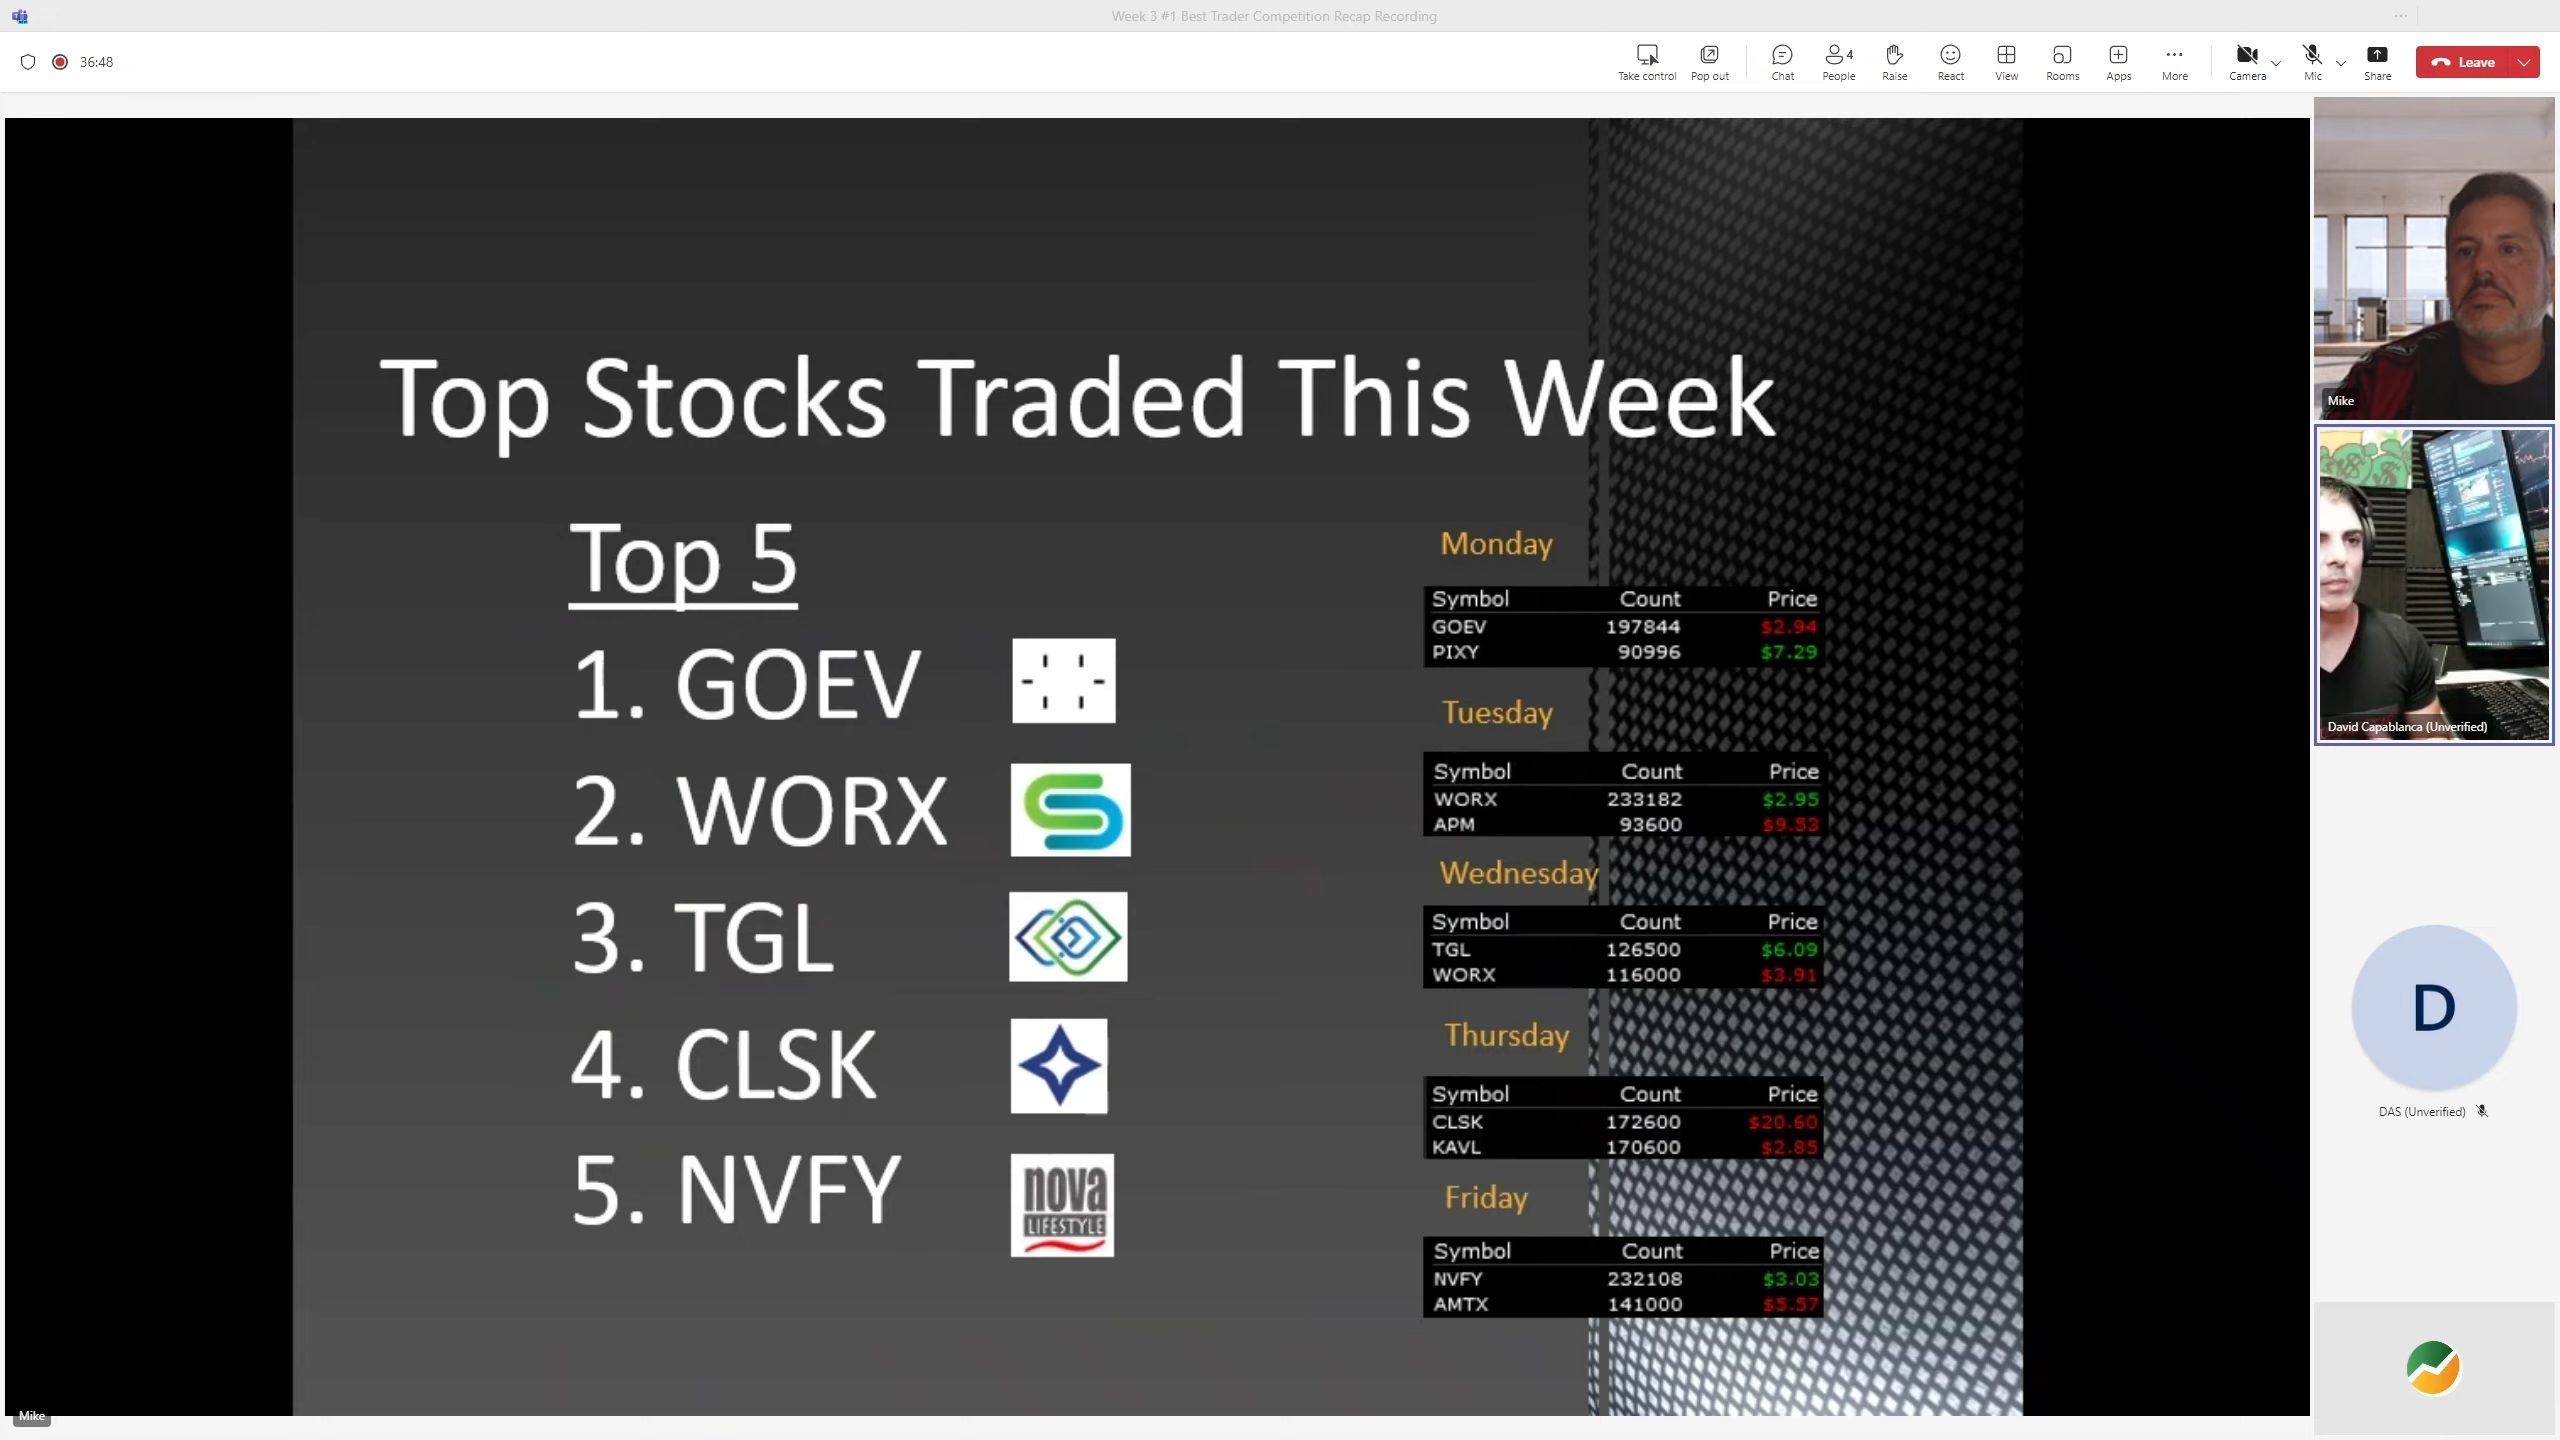 Week 3 #1 Best Trader Competition Recap Recording
36:48
Take control
Pop out
Chat
4
People
Raise
React
View
Rooms
Apps
More
Camera
Mic
Share
Leave
Top Stocks Traded This Week
Top 5
1. GOEV
2. WORX
3. TGL
4. CLSK
5. NVFY
nova
LIFESTYLE
Monday
Symbol Count Price
GOEV 197844 $2.94
PIXY 90996 $7.29
Tuesday
Symbol Count Price
WORX 233182 $2.95
APM 93600 $9.53
Wednesday
Symbol Count Price
TGL 126500 $6.09
WORX 116000 $3.91
Thursday
Symbol Count Price
CLSK 172600 $20.60
KAVL 170600 $2.85
Friday
Symbol Count Price
NVFY 232108 $3.03
AMTX 141000 $5.57
Mike
Mike
David Capablanca (Unverified)
D
DAS (Unverified)